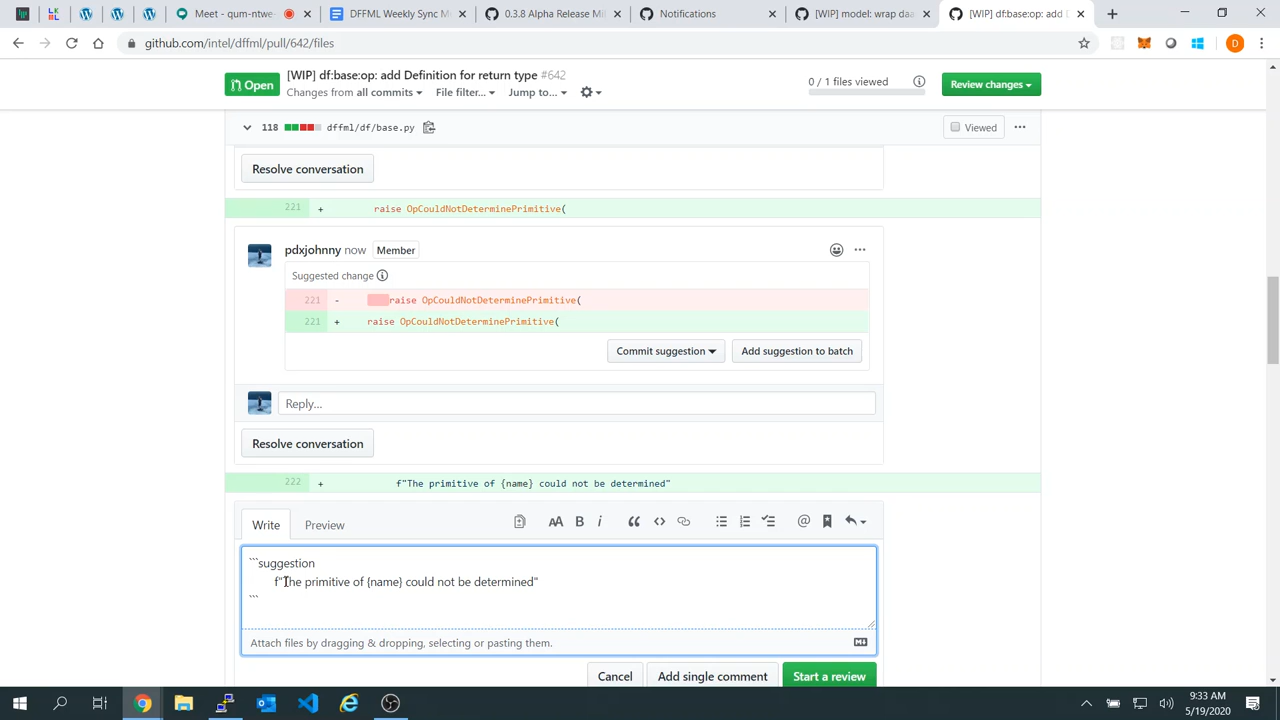 Meet - qum-ntwe-
DFFML Weekly Sync M
0.3.8 Alpha Release Mil
Notifications
[WIP] model: wrap daa
[WIP] df:base:op: add D
github.com/intel/dffml/pull/642/files
D
Open
[WIP] df:base:op: add Definition for return type #642
Changes from all commits
File filter...
Jump to...
0 / 1 files viewed
Review changes
118
dffml/df/base.py
Viewed
Resolve conversation
221 + raise OpCouldNotDeterminePrimitive(
pdxjohnny now Member
Suggested change
221 - raise OpCouldNotDeterminePrimitive(
221 + raise OpCouldNotDeterminePrimitive(
Commit suggestion
Add suggestion to batch
Reply...
Resolve conversation
222 + f"The primitive of {name} could not be determined"
Write
Preview
```suggestion
f"The primitive of {name} could not be determined"
```
Attach files by dragging & dropping, selecting or pasting them.
Cancel
Add single comment
Start a review
9:33 AM
5/19/2020